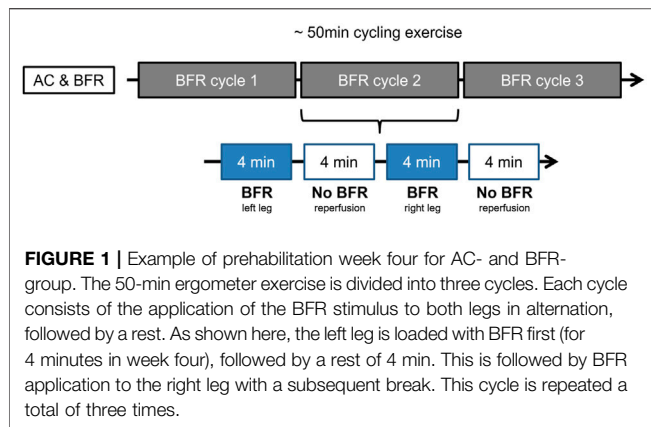 ~ 50min cycling exercise
AC & BFR
BFR cycle 1
BFR cycle 2
BFR cycle 3
4 min
4 min
4 min
4 min
BFR
No BFR
BFR
No BFR
left leg
reperfusion
right leg
reperfusion
FIGURE 1 | Example of prehabilitation week four for AC- and BFR-
group. The 50-min ergometer exercise is divided into three cycles. Each cycle
consists of the application of the BFR stimulus to both legs in alternation,
followed by a rest. As shown here, the left leg is loaded with BFR first (for
4 minutes in week four), followed by a rest of 4 min. This is followed by BFR
application to the right leg with a subsequent break. This cycle is repeated a
total of three times.